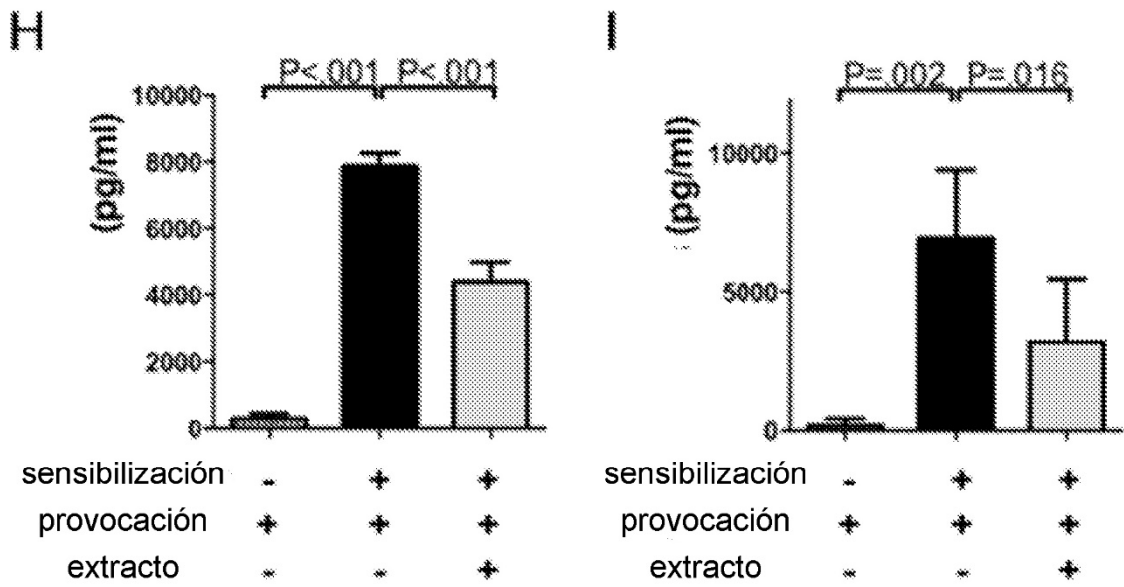 H
P<.001 P<.001
10000
8000
6000
4000
2000
0
(pg/ml)
sensibilización - + +
provocación + + +
extracto - - +
I
P=.002 P=.016
10000
5000
0
(pg/ml)
sensibilización - + +
provocación + + +
extracto - - +